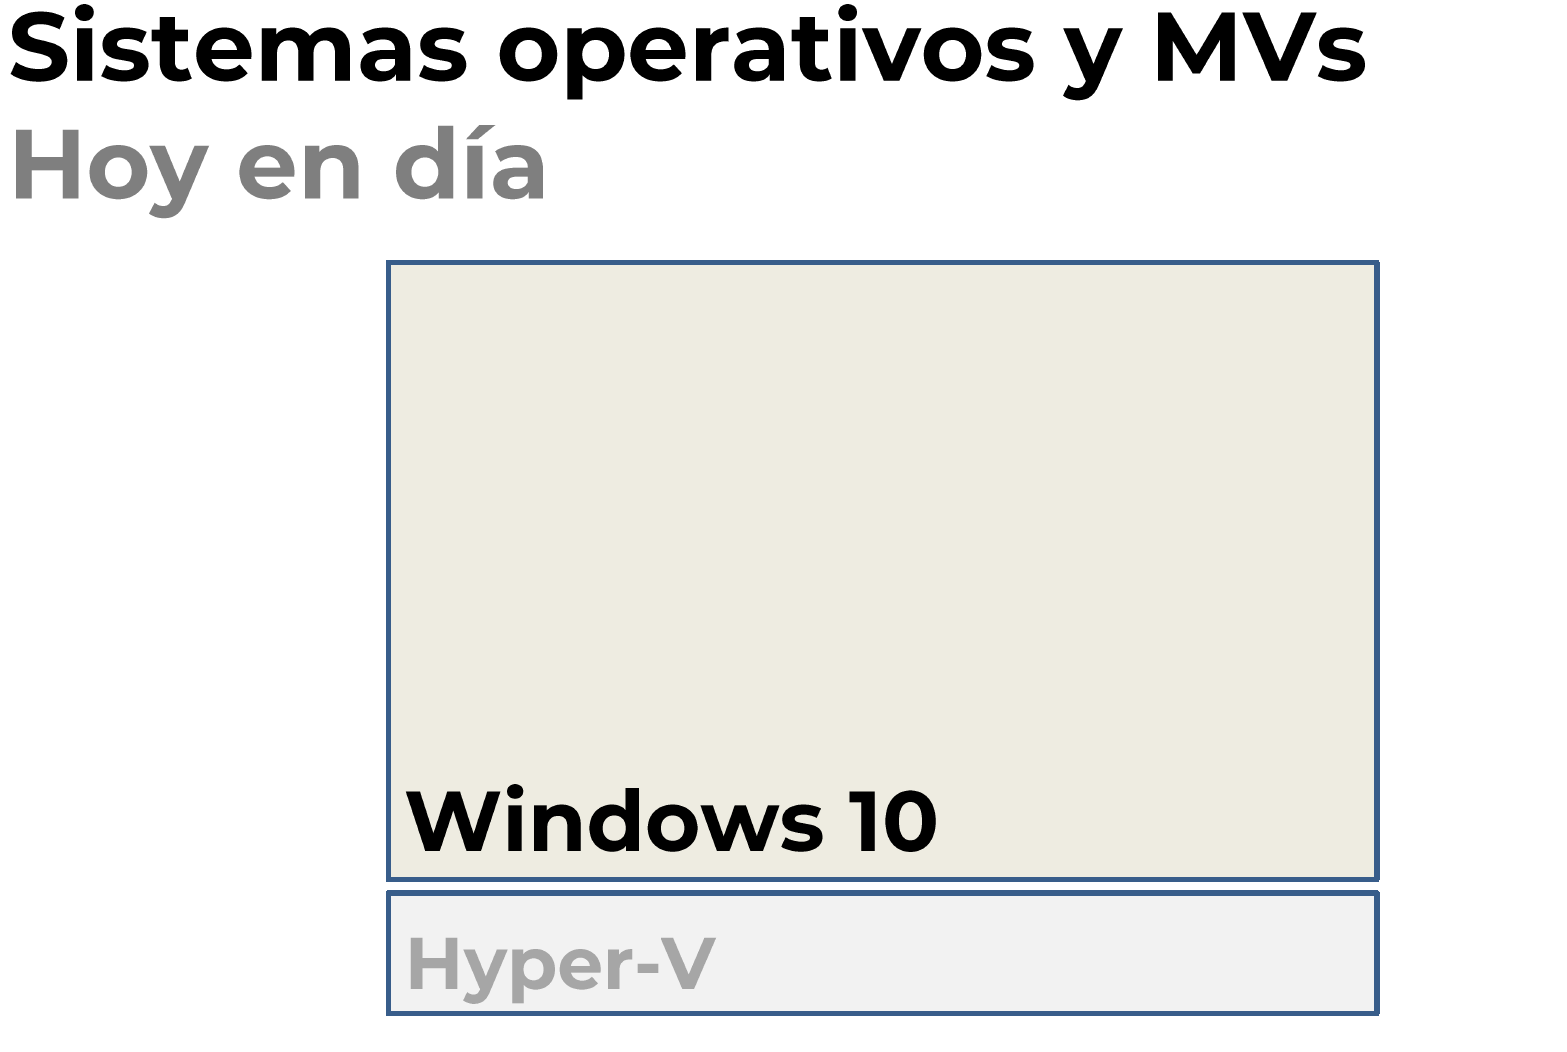 Sistemas operativos y MVs
Hoy en día
Windows 10
Hyper-V